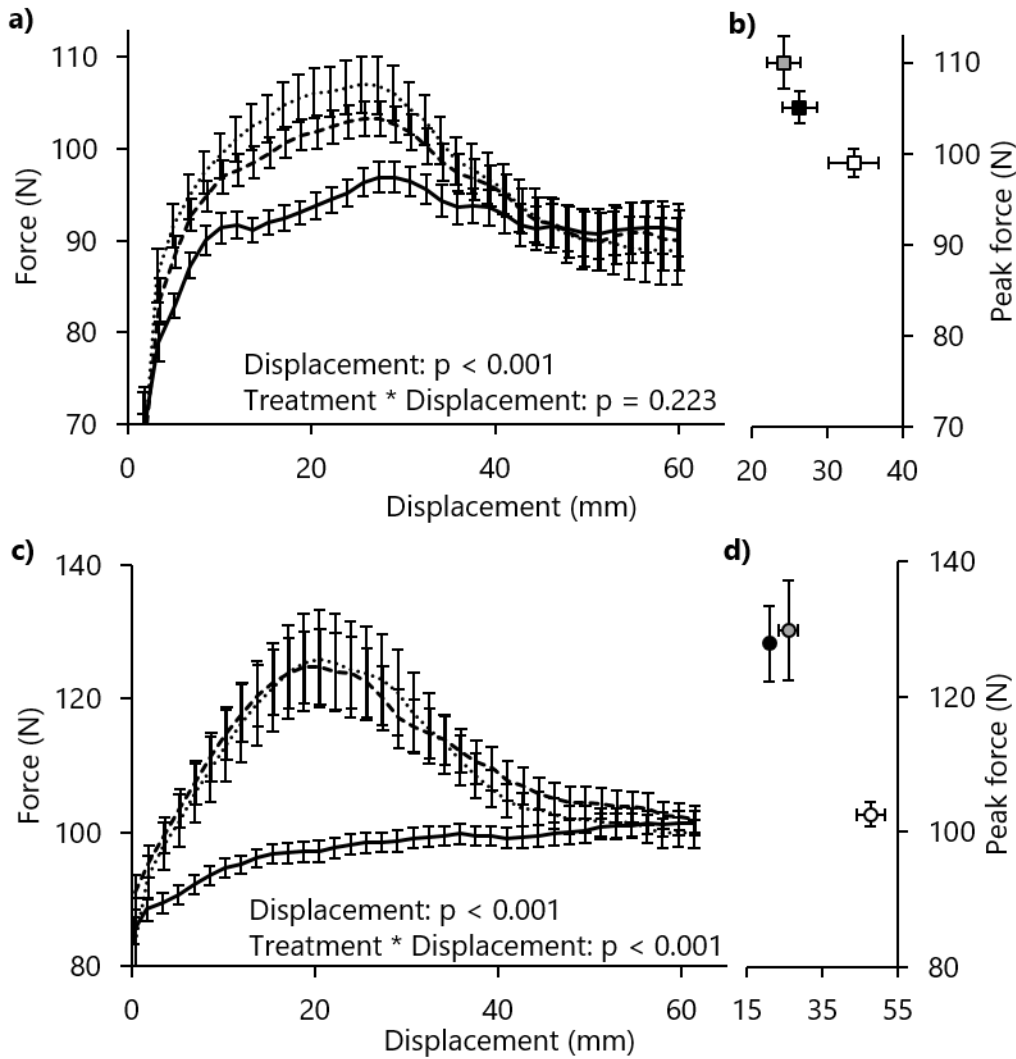 a)
b)
110
100
90
80
70
Force (N)
Displacement: p < 0.001
Treatment * Displacement: p = 0.223
0
20
40
60
Displacement (mm)
110
100
90
80
70
Peak force (N)
20
30
40
c)
d)
140
120
100
80
Force (N)
Displacement: p < 0.001
Treatment * Displacement: p < 0.001
0
20
40
60
Displacement (mm)
140
120
100
80
Peak force (N)
15
35
55